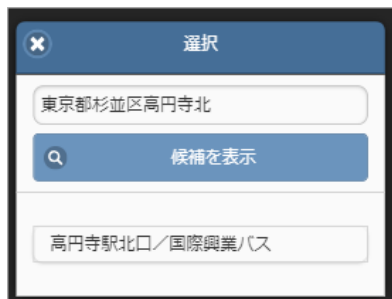 選択
東京都杉並区高円寺北
候補を表示
高円寺駅北口／国際興業バス